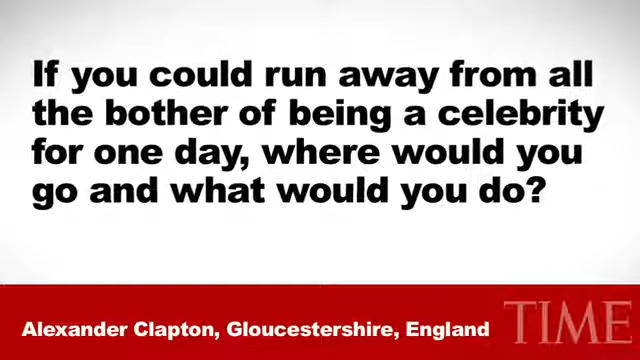 If you could run away from all
the bother of being a celebrity
for one day, where would you
go and what would you do?
Alexander Clapton, Gloucestershire, England
TIME